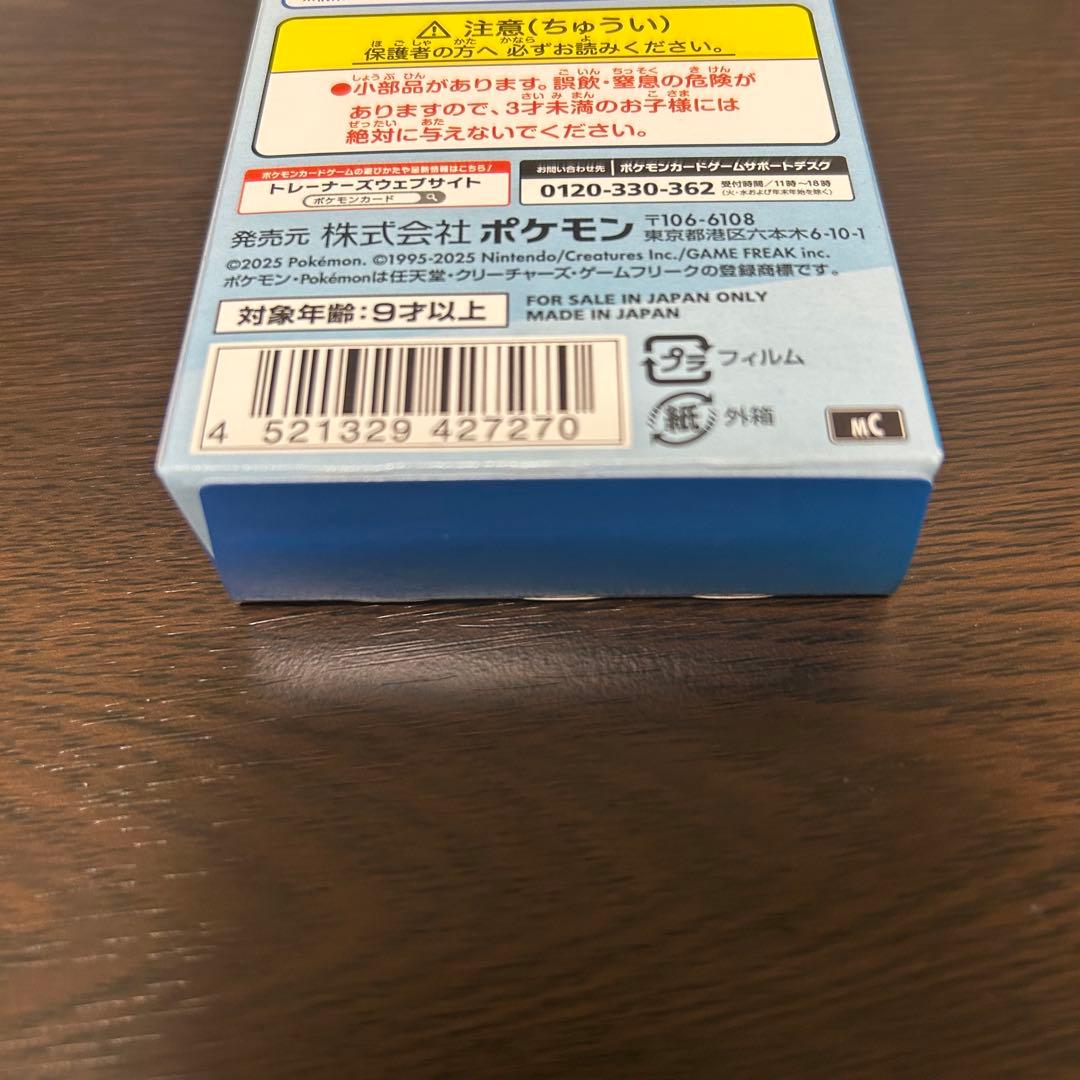 ⚠ 注意(ちゅうい)
保護者の方へ 必ずお読みください。
●小部品があります。誤飲・窒息の危険が
ありますので、3才未満のお子様には
絶対に与えないでください。
ポケモンカードゲームの遊びかたや最新情報はこちら!
トレーナーズウェブサイト
ポケモンカード
お問い合わせ先 ポケモンカードゲームサポートデスク
0120-330-362 受付時間/11時〜18時
(火・水および年末年始を除く)
発売元 株式会社 ポケモン 〒106-6108
東京都港区六本木6-10-1
©2025 Pokémon. ©1995-2025 Nintendo/Creatures Inc./GAME FREAK inc.
ポケモン・Pokémonは任天堂・クリーチャーズ・ゲームフリークの登録商標です。
対象年齢:9才以上
FOR SALE IN JAPAN ONLY
MADE IN JAPAN
プラ フィルム
紙 外箱
4 521329 427270
MC